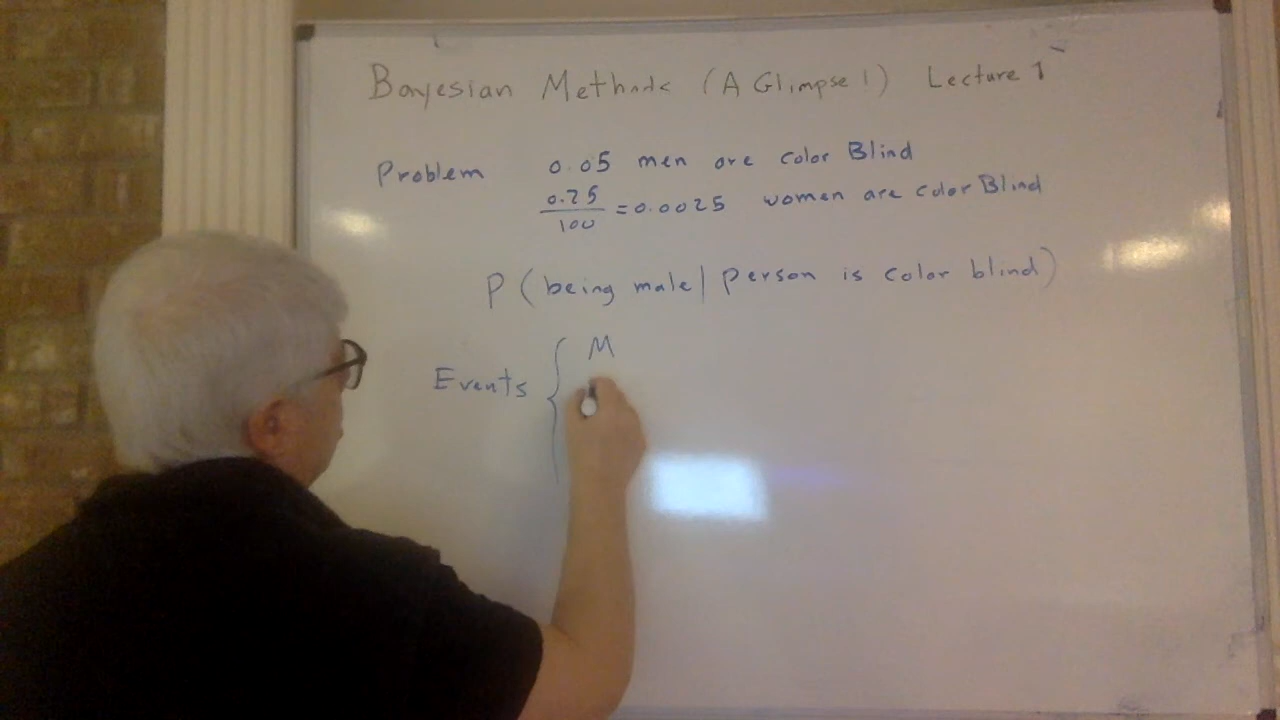 Bayesian Methods (A Glimpse!) Lecture 1
Problem 0.05 men are color Blind
0.25/100 = 0.0025 women are color Blind
P(being male | person is color blind)
Events { M